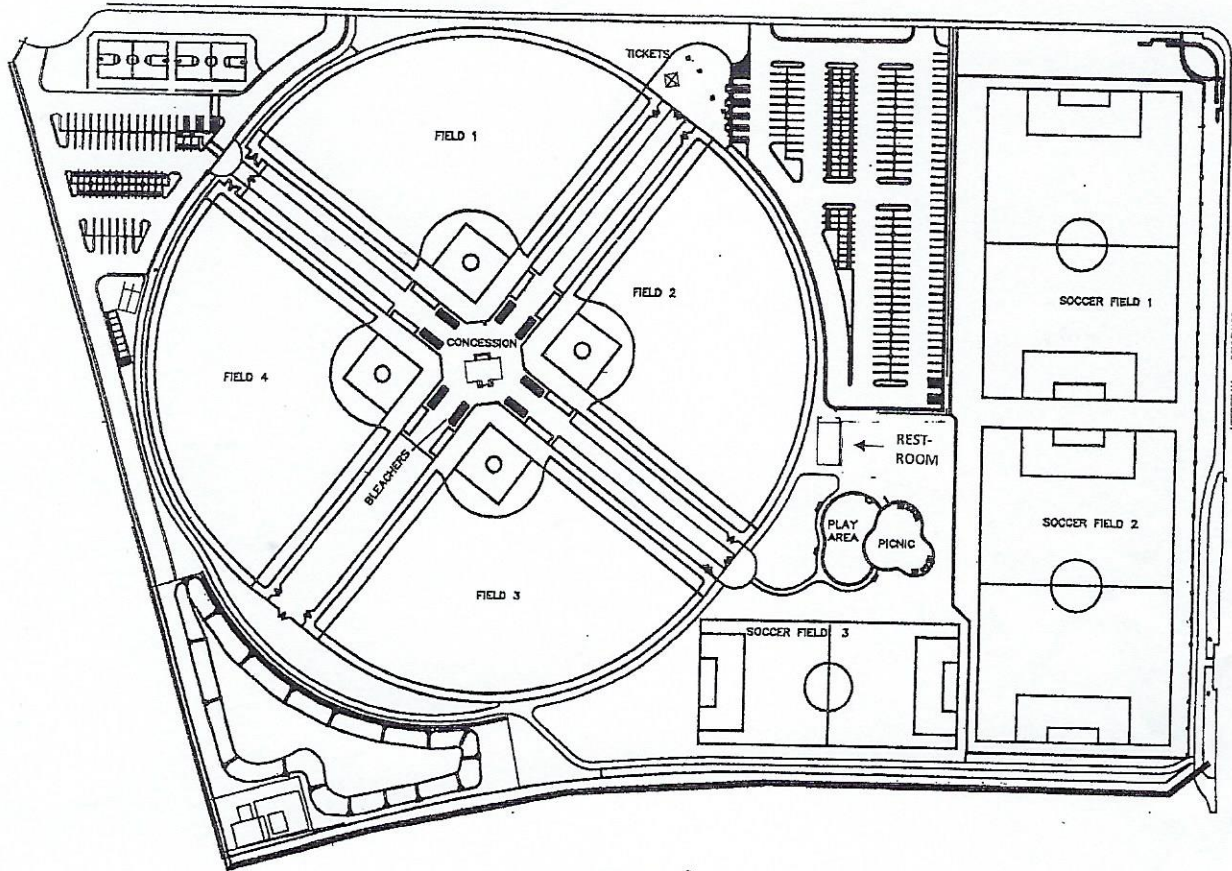 TICKETS
FIELD 1
FIELD 2
SOCCER FIELD 1
CONCESSION
FIELD 4
REST-
ROOM
BLEACHERS
PLAY
AREA
PICNIC
SOCCER FIELD 2
FIELD 3
SOCCER FIELD 3